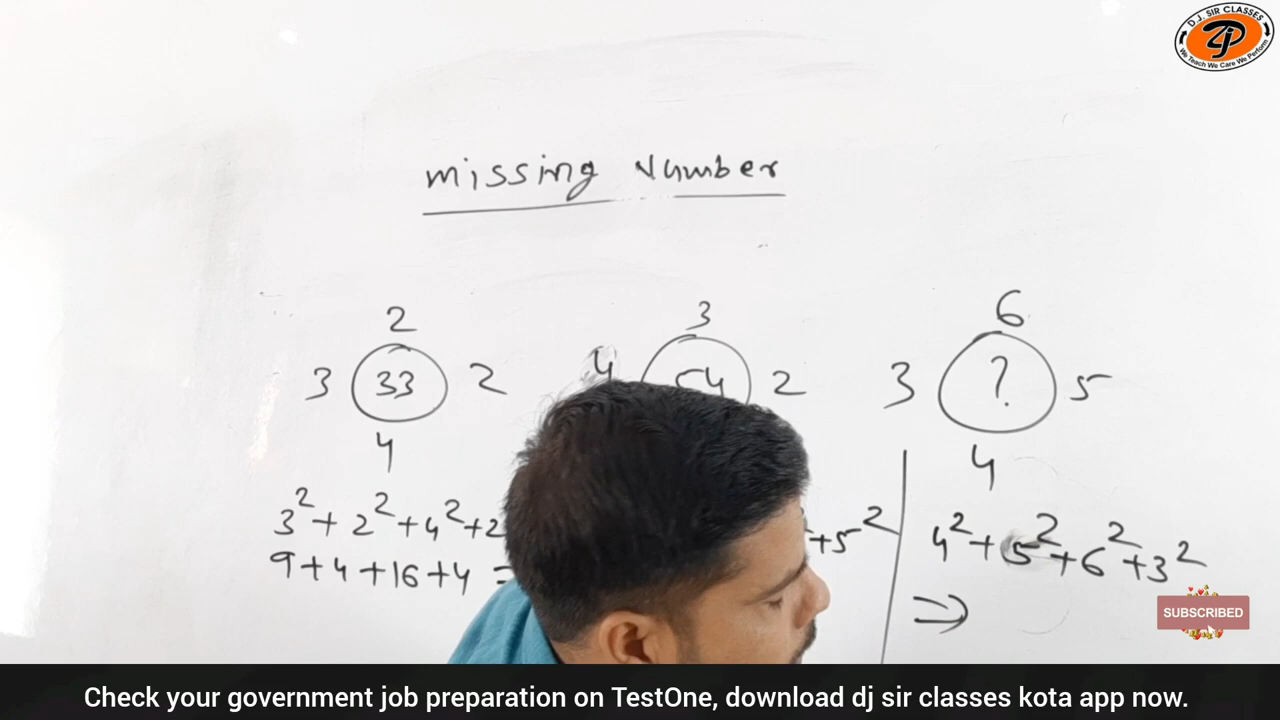 D.J. SIR CLASSES
We Teach We Care We Perform
Missing Number
2 3 6
3 33 2 4 54 2 3 ? 5
4 4
3² + 2² + 4² + 2 +5² 4² + 5² + 6² + 3²
9 + 4 + 16 + 4 = ⇒
SUBSCRIBED
Check your government job preparation on TestOne, download dj sir classes kota app now.